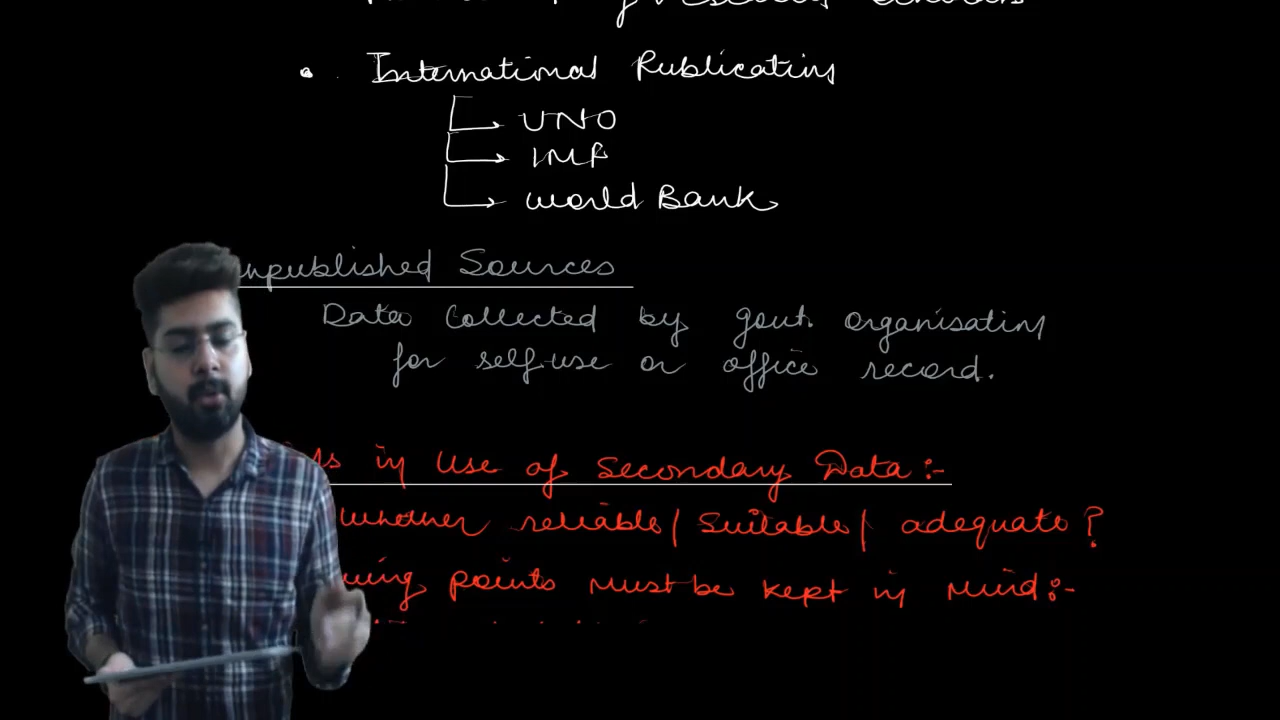 • International Publications
UNO
IMF
World Bank
unpublished Sources
Data collected by govt. organisations
for self-use or office record.
in use of Secondary Data:-
whether reliable/ Suitable/ adequate?
points must be kept in mind:-